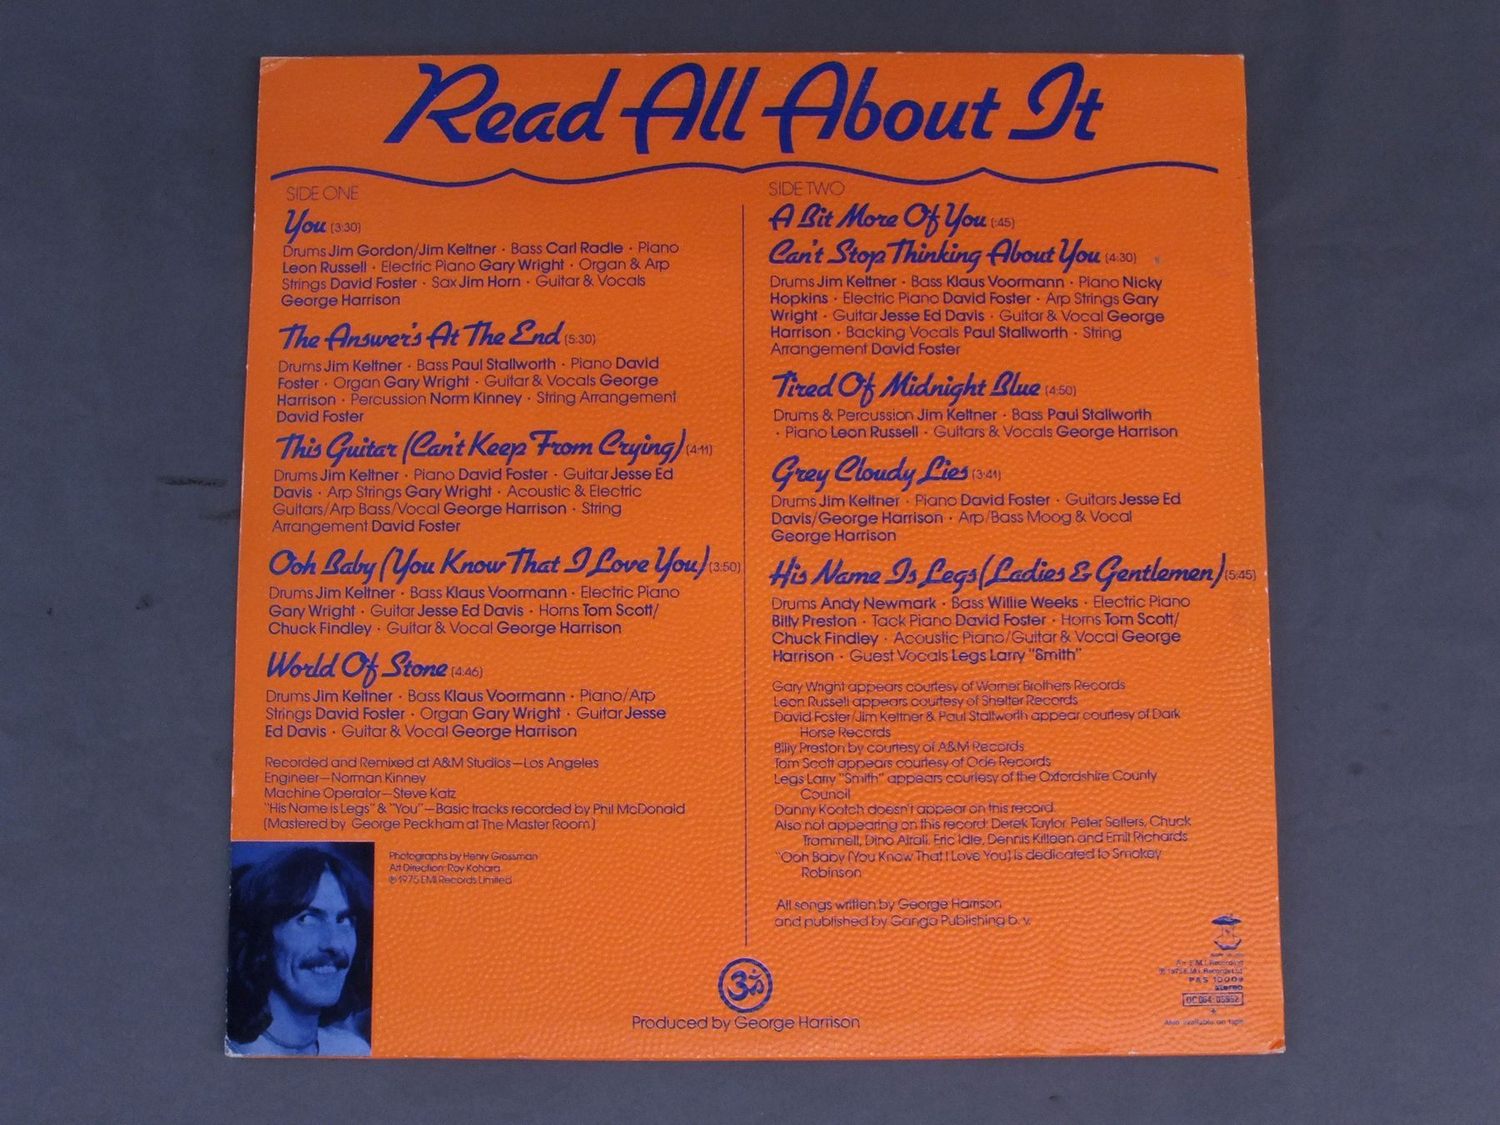 Read All About It
SIDE ONE
You (3:30)
Drums Jim Gordon/Jim Keltner · Bass Carl Radle · Piano
Leon Russell · Electric Piano Gary Wright · Organ & Arp
Strings David Foster · Sax Jim Horn · Guitar & Vocals
George Harrison
The Answer's At The End (5:30)
Drums Jim Keltner · Bass Paul Stallworth · Piano David
Foster · Organ Gary Wright · Guitar & Vocals George
Harrison · Percussion Norm Kinney · String Arrangement
David Foster
This Guitar (Can't Keep From Crying) (4:11)
Drums Jim Keltner · Piano David Foster · Guitar Jesse Ed
Davis · Arp Strings Gary Wright · Acoustic & Electric
Guitars/Arp Bass/Vocal George Harrison · String
Arrangement David Foster
Ooh Baby (You Know That I Love You) (3:50)
Drums Jim Keltner · Bass Klaus Voormann · Electric Piano
Gary Wright · Guitar Jesse Ed Davis · Horns Tom Scott/
Chuck Findley · Guitar & Vocal George Harrison
World Of Stone (4:46)
Drums Jim Keltner · Bass Klaus Voormann · Piano/Arp
Strings David Foster · Organ Gary Wright · Guitar Jesse
Ed Davis · Guitar & Vocal George Harrison
Recorded and Remixed at A&M Studios—Los Angeles
Engineer—Norman Kinney
Machine Operator—Steve Katz
"His Name is Legs" & "You"—Basic tracks recorded by Phil McDonald
(Mastered by George Peckham at The Master Room)
Photographs by Henry Grossman
Art Direction: Roy Kohara
℗ 1975 EMI Records Limited
SIDE TWO
A Bit More Of You (:45)
Can't Stop Thinking About You (4:30)
Drums Jim Keltner · Bass Klaus Voormann · Piano Nicky
Hopkins · Electric Piano David Foster · Arp Strings Gary
Wright · Guitar Jesse Ed Davis · Guitar & Vocal George
Harrison · Backing Vocals Paul Stallworth · String
Arrangement David Foster
Tired Of Midnight Blue (4:50)
Drums & Percussion Jim Keltner · Bass Paul Stallworth
· Piano Leon Russell · Guitars & Vocals George Harrison
Grey Cloudy Lies (3:41)
Drums Jim Keltner · Piano David Foster · Guitars Jesse Ed
Davis/George Harrison · Arp/Bass Moog & Vocal
George Harrison
His Name Is Legs (Ladies & Gentlemen) (5:45)
Drums Andy Newmark · Bass Willie Weeks · Electric Piano
Billy Preston · Tack Piano David Foster · Horns Tom Scott/
Chuck Findley · Acoustic Piano/Guitar & Vocal George
Harrison · Guest Vocals Legs Larry "Smith"
Gary Wright appears courtesy of Warner Brothers Records
Leon Russell appears courtesy of Shelter Records
David Foster/Jim Keltner & Paul Stallworth appear courtesy of Dark
Horse Records
Billy Preston by courtesy of A&M Records
Tom Scott appears courtesy of Ode Records
Legs Larry "Smith" appears courtesy of the Oxfordshire County
Council
Danny Kootch doesn't appear on this record.
Also not appearing on this record: Derek Taylor, Peter Sellers, Chuck
Trammell, Dino Airali, Eric Idle, Dennis Killeen and Emil Richards
"Ooh Baby (You Know That I Love You) is dedicated to Smokey
Robinson
All songs written by George Harrison
and published by Ganga Publishing b. v.
ॐ
Produced by George Harrison
An E.M.I. Recording
℗ 1975 E.M.I. Records Ltd.
PAS 10009
stereo
0C 064·05992
Also available on tape